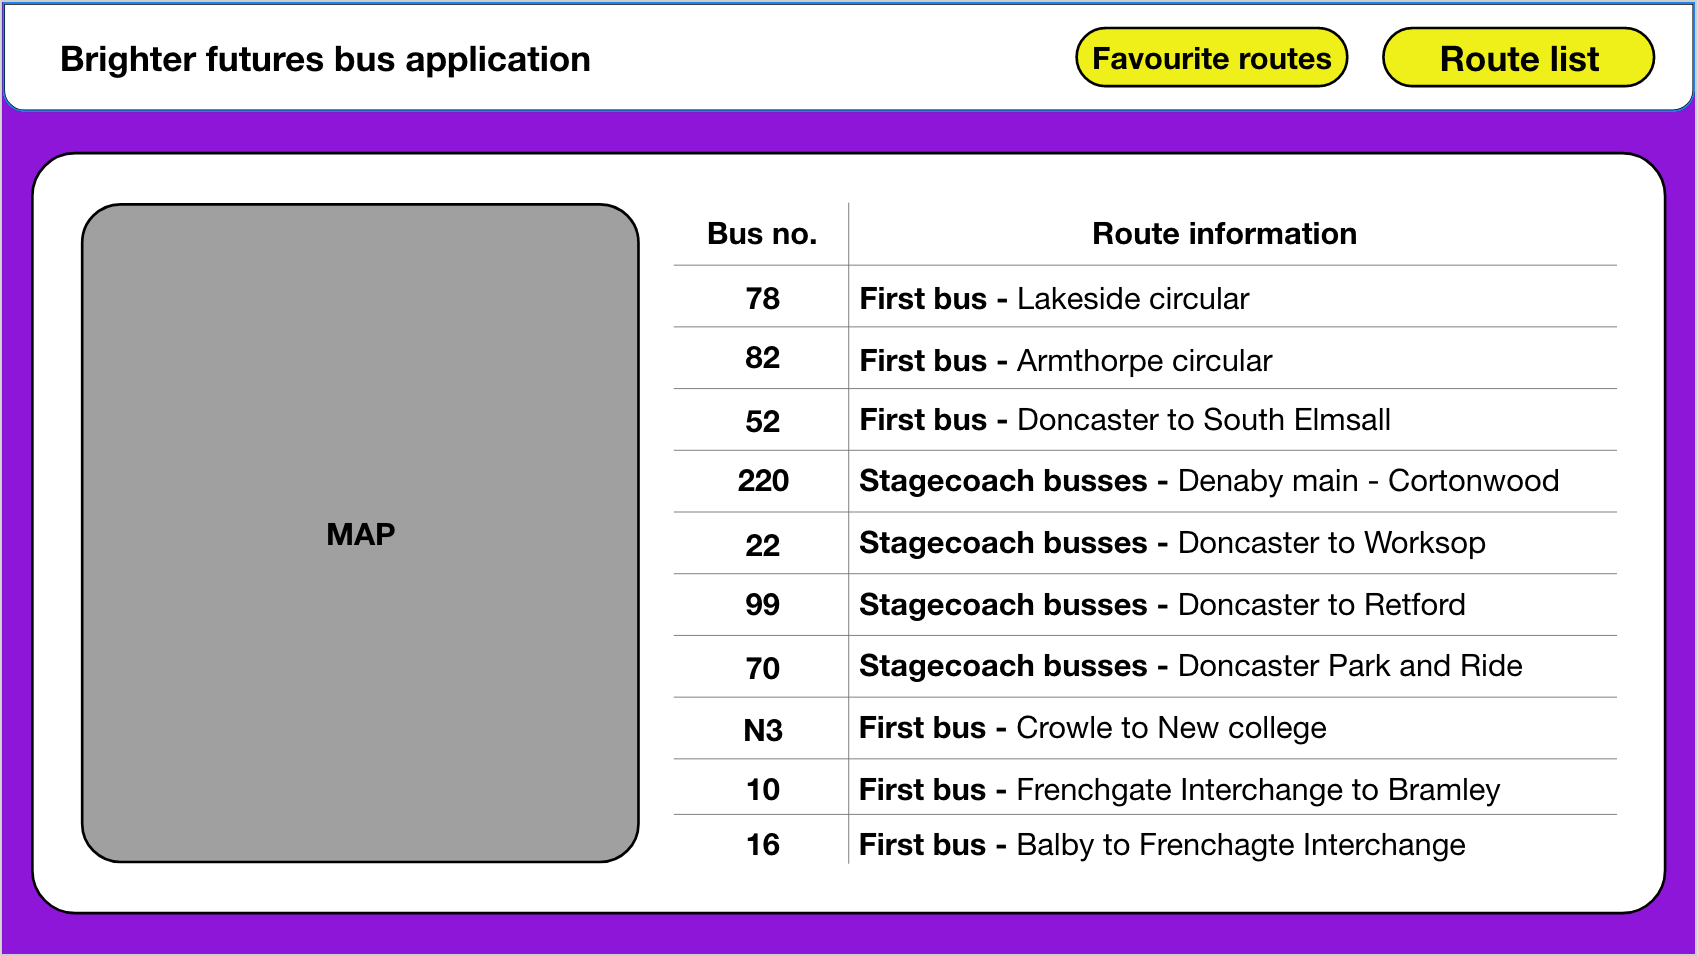 Brighter futures bus application
Favourite routes
Route list
MAP
Bus no. Route information
78 First bus - Lakeside circular
82 First bus - Armthorpe circular
52 First bus - Doncaster to South Elmsall
220 Stagecoach busses - Denaby main - Cortonwood
22 Stagecoach busses - Doncaster to Worksop
99 Stagecoach busses - Doncaster to Retford
70 Stagecoach busses - Doncaster Park and Ride
N3 First bus - Crowle to New college
10 First bus - Frenchgate Interchange to Bramley
16 First bus - Balby to Frenchagte Interchange